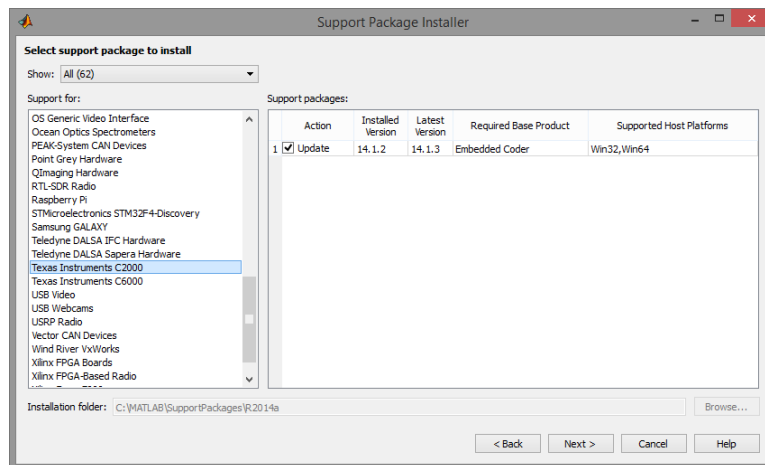 Support Package Installer
Select support package to install
Show: All (62)
Support for:
OS Generic Video Interface
Ocean Optics Spectrometers
PEAK-System CAN Devices
Point Grey Hardware
QImaging Hardware
RTL-SDR Radio
Raspberry Pi
STMicroelectronics STM32F4-Discovery
Samsung GALAXY
Teledyne DALSA IFC Hardware
Teledyne DALSA Sapera Hardware
Texas Instruments C2000
Texas Instruments C6000
USB Video
USB Webcams
USRP Radio
Vector CAN Devices
Wind River VxWorks
Xilinx FPGA Boards
Xilinx FPGA-Based Radio
Support packages:
Action Installed Version Latest Version Required Base Product Supported Host Platforms
1 Update 14.1.2 14.1.3 Embedded Coder Win32,Win64
Installation folder: C:\MATLAB\SupportPackages\R2014a Browse...
< Back Next > Cancel Help